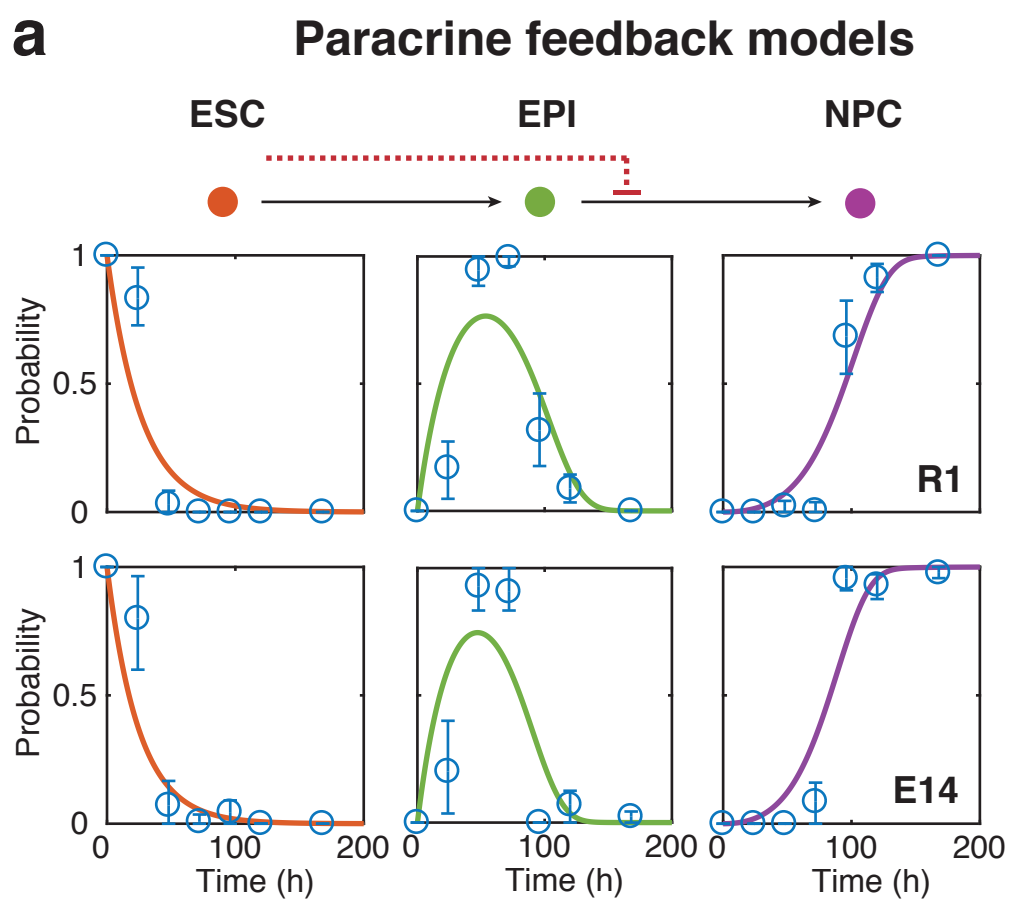 a
Paracrine feedback models
ESC EPI NPC
1
0.5
0
Probability
R1
1
0.5
0
Probability
E14
0 100 200 0 100 200 0 100 200
Time (h) Time (h) Time (h)